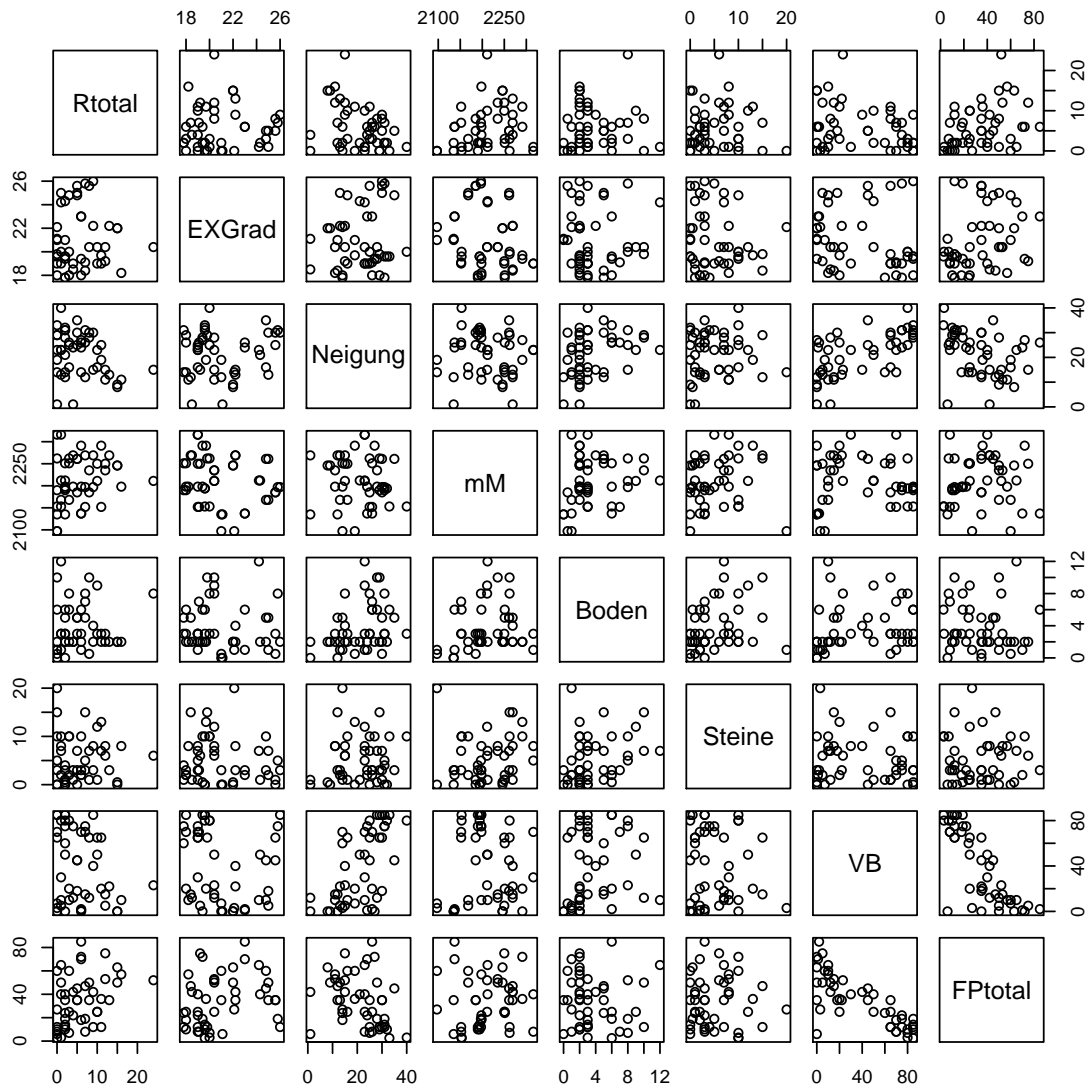 18 22 26 2100 2250 0 5 10 20 0 40 80
Rtotal 0 10 20
18 22 26 EXGrad
Neigung 0 20 40
2100 2250 mM
Boden 0 4 8 12
0 10 20 Steine
VB 0 40 80
0 40 80 FPtotal
0 10 20 0 20 40 0 4 8 12 0 40 80